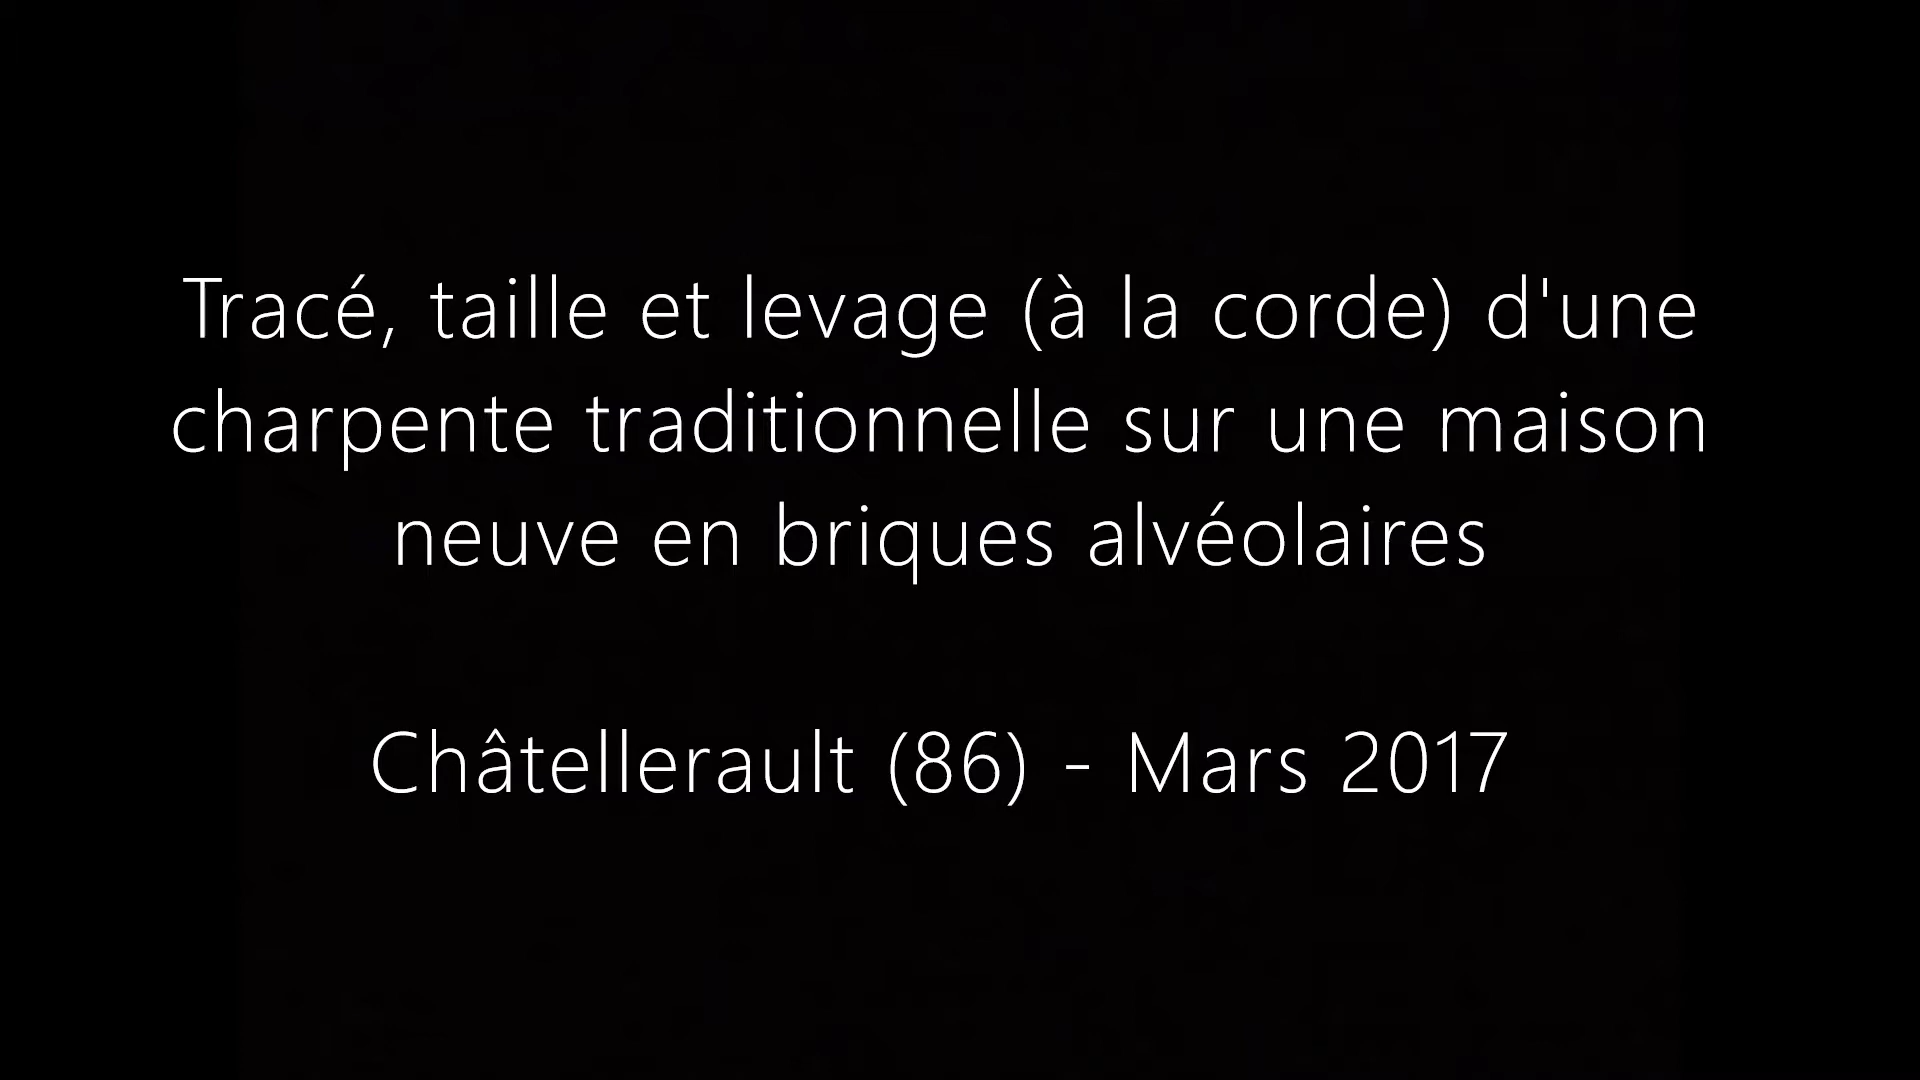 Tracé, taille et levage (à la corde) d'une
charpente traditionnelle sur une maison
neuve en briques alvéolaires
Châtellerault (86) - Mars 2017